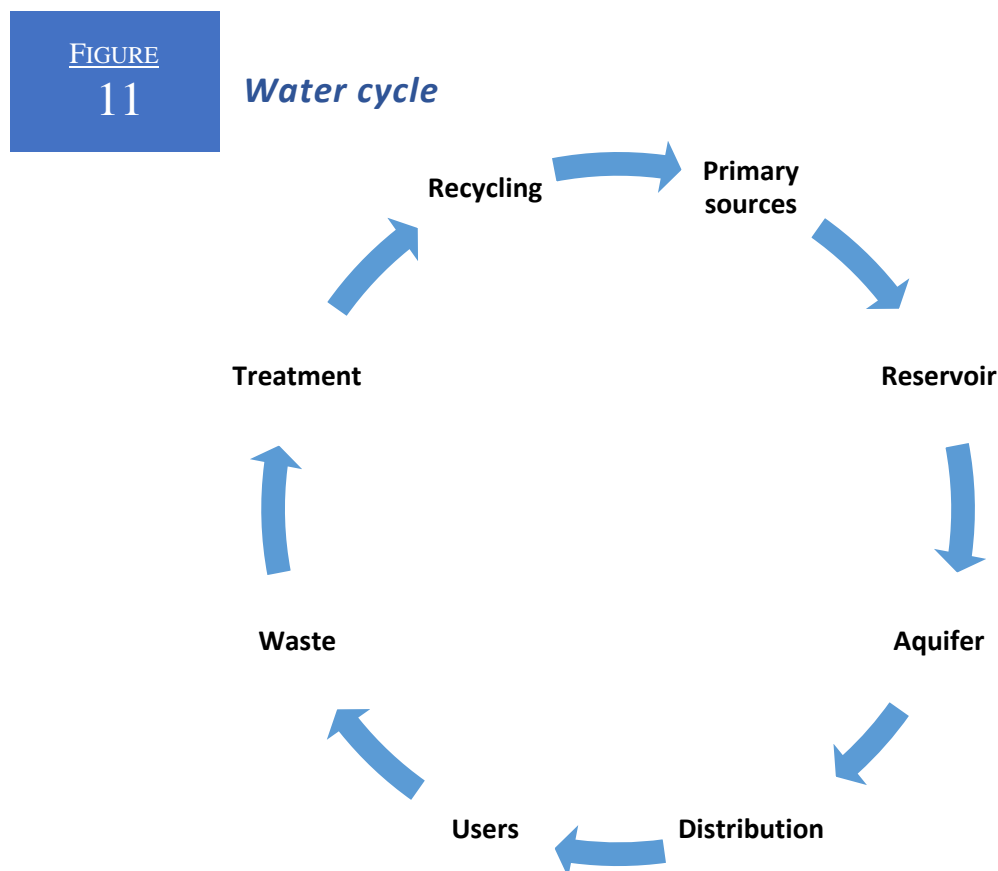 FIGURE
11
Water cycle
Primary
sources
Reservoir
Aquifer
Distribution
Users
Waste
Treatment
Recycling